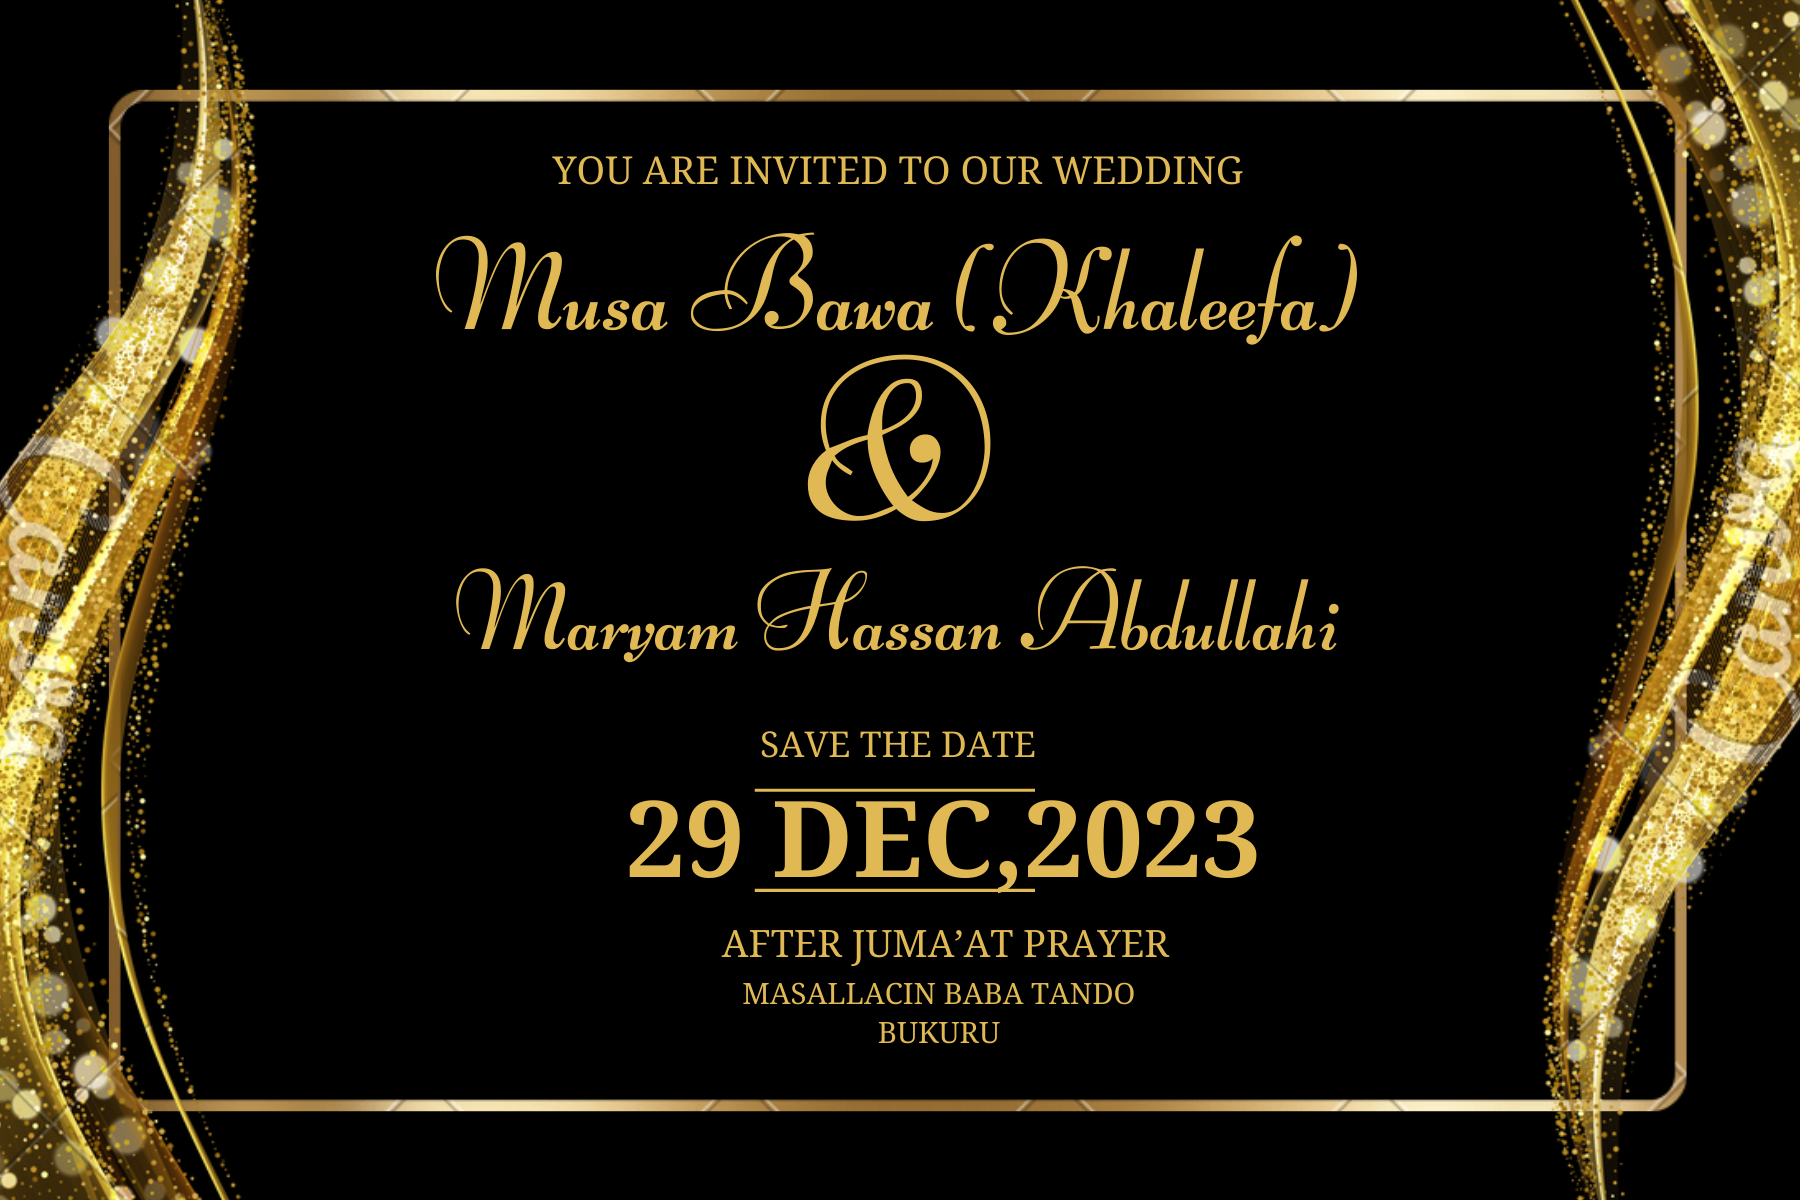 YOU ARE INVITED TO OUR WEDDING
Musa Bawa (Khaleefa)
&
Maryam Hassan Abdullahi
SAVE THE DATE
29 DEC,2023
AFTER JUMA’AT PRAYER
MASALLACIN BABA TANDO
BUKURU